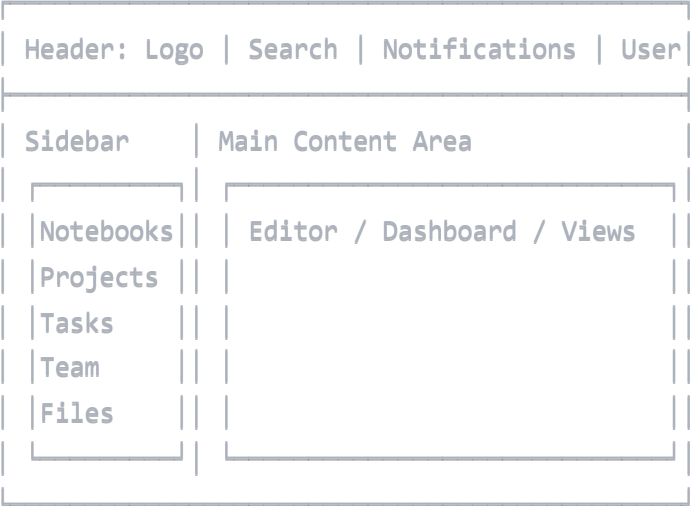 Header: Logo | Search | Notifications | User
Sidebar
Main Content Area
Notebooks
Projects
Tasks
Team
Files
Editor / Dashboard / Views